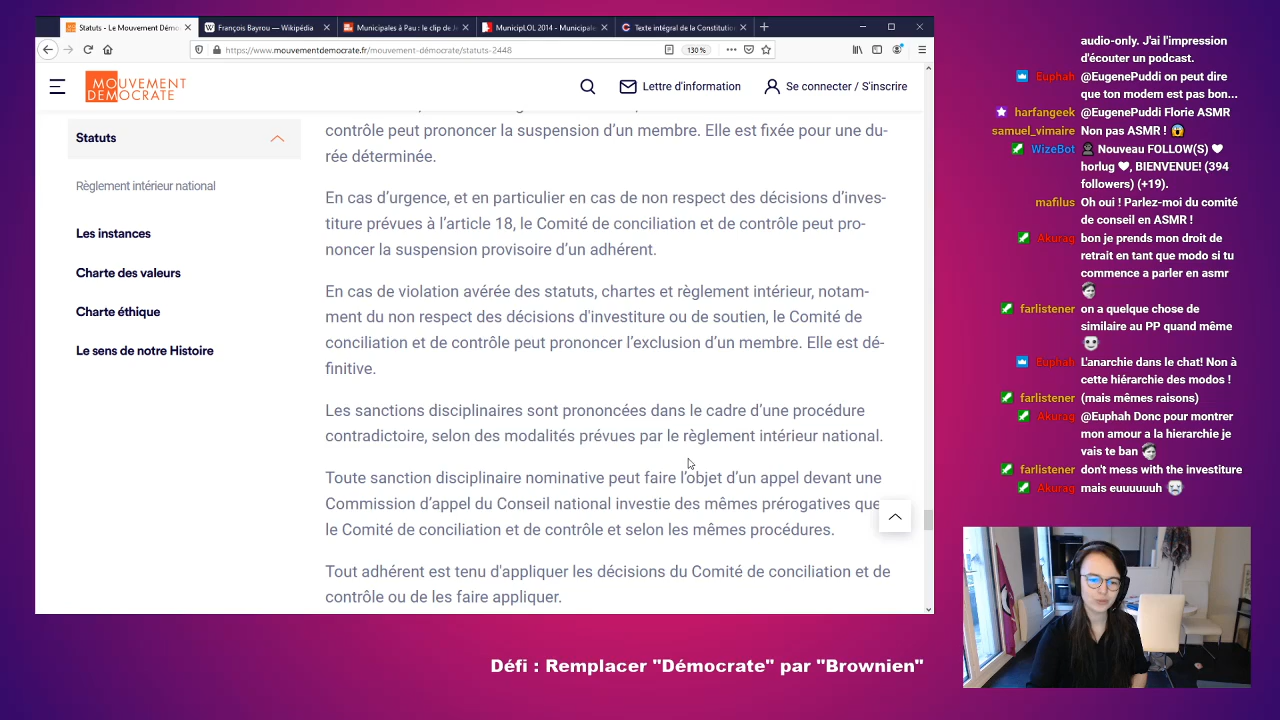 Statuts - Le Mouvement Démo
François Bayrou — Wikipédia
Municipales à Pau : le clip de Je
MunicipLOL 2014 - Municipale
Texte intégral de la Constitution
https://www.mouvementdemocrate.fr/mouvement-démocrate/statuts-2448
130 %
MOUVEMENT
DEMOCRATE
Lettre d'information
Se connecter / S'inscrire
Statuts
Règlement intérieur national
Les instances
Charte des valeurs
Charte éthique
Le sens de notre Histoire
contrôle peut prononcer la suspension d’un membre. Elle est fixée pour une du-
rée déterminée.
En cas d’urgence, et en particulier en cas de non respect des décisions d’inves-
titure prévues à l’article 18, le Comité de conciliation et de contrôle peut pro-
noncer la suspension provisoire d’un adhérent.
En cas de violation avérée des statuts, chartes et règlement intérieur, notam-
ment du non respect des décisions d'investiture ou de soutien, le Comité de
conciliation et de contrôle peut prononcer l’exclusion d’un membre. Elle est dé-
finitive.
Les sanctions disciplinaires sont prononcées dans le cadre d’une procédure
contradictoire, selon des modalités prévues par le règlement intérieur national.
Toute sanction disciplinaire nominative peut faire l’objet d’un appel devant une
Commission d’appel du Conseil national investie des mêmes prérogatives que
le Comité de conciliation et de contrôle et selon les mêmes procédures.
Tout adhérent est tenu d'appliquer les décisions du Comité de conciliation et de
contrôle ou de les faire appliquer.
audio-only. J'ai l'impression
d'écouter un podcast.
Euphah @EugenePuddi on peut dire
que ton modem est pas bon...
harfangeek @EugenePuddi Florie ASMR
samuel_vimaire Non pas ASMR !
WizeBot Nouveau FOLLOW(S)
horlug, BIENVENUE! (394
followers) (+19).
mafilus Oh oui ! Parlez-moi du comité
de conseil en ASMR !
Akurag bon je prends mon droit de
retrait en tant que modo si tu
commence a parler en asmr
farlistener on a quelque chose de
similaire au PP quand même
Euphah L'anarchie dans le chat! Non à
cette hiérarchie des modos !
farlistener (mais mêmes raisons)
Akurag @Euphah Donc pour montrer
mon amour a la hierarchie je
vais te ban
farlistener don't mess with the investiture
Akurag mais euuuuuuh
Défi : Remplacer "Démocrate" par "Brownien"